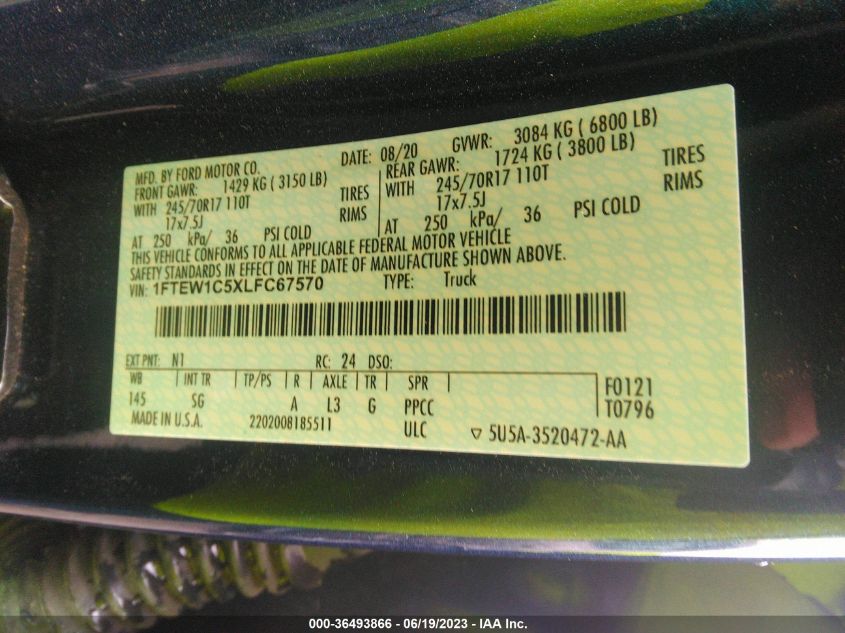 MFD. BY FORD MOTOR CO.
DATE: 08/20 GVWR: 3084 KG ( 6800 LB)
FRONT GAWR: 1429 KG ( 3150 LB)
REAR GAWR: 1724 KG ( 3800 LB)
WITH 245/70R17 110T TIRES
WITH 245/70R17 110T TIRES
17x7.5J RIMS
17x7.5J RIMS
AT 250 kPa/ 36 PSI COLD
AT 250 kPa/ 36 PSI COLD
THIS VEHICLE CONFORMS TO ALL APPLICABLE FEDERAL MOTOR VEHICLE
SAFETY STANDARDS IN EFFECT ON THE DATE OF MANUFACTURE SHOWN ABOVE.
VIN: 1FTEW1C5XLFC67570 TYPE: Truck
EXT PNT: N1 RC: 24 DSO:
WB INT TR TP/PS R AXLE TR SPR F0121
145 SG A L3 G PPCC T0796
MADE IN U.S.A. 2202008185511 ULC ▽ 5U5A-3520472-AA
000-36493866 - 06/19/2023 - IAA Inc.